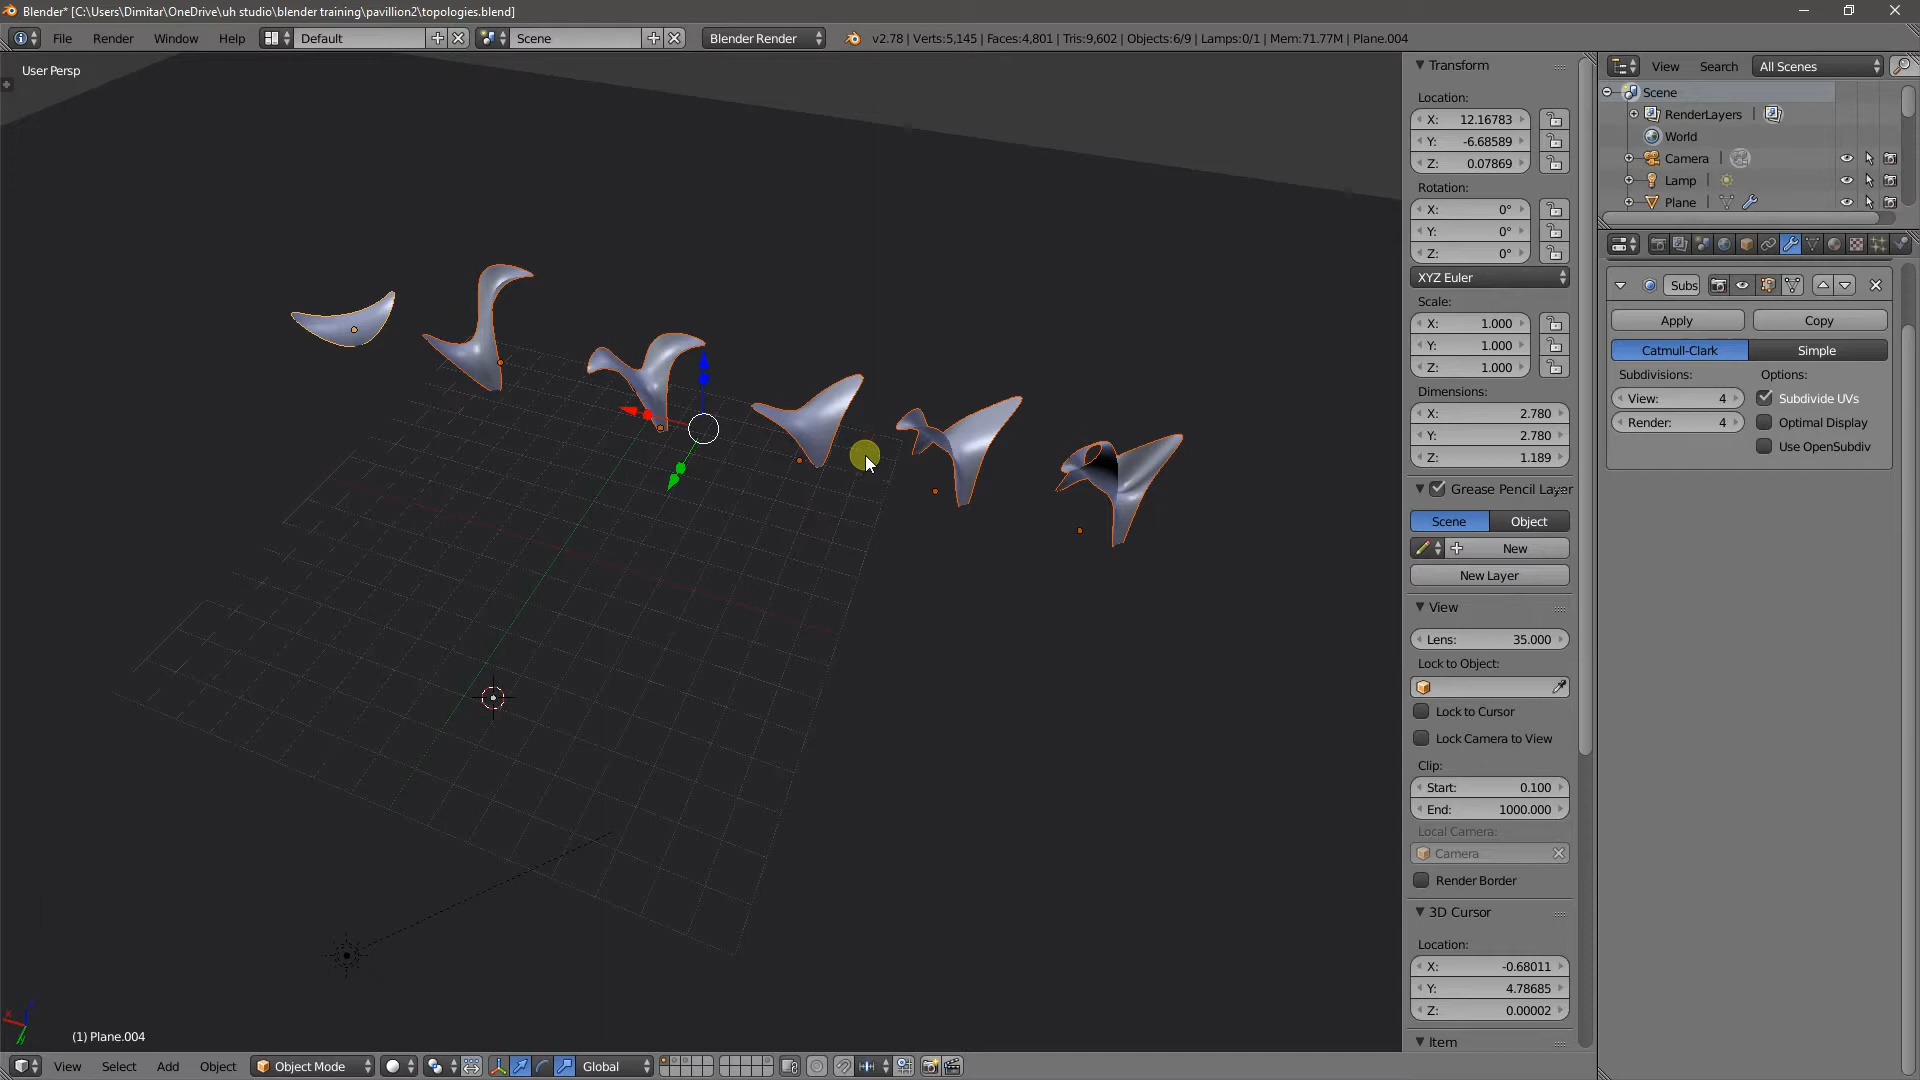 Blender* [C:\Users\Dimitar\OneDrive\uh studio\blender training\pavillion2\topologies.blend]
File Render Window Help Default Scene Blender Render v2.78 | Verts:5,145 | Faces:4,801 | Tris:9,602 | Objects:6/9 | Lamps:0/1 | Mem:71.77M | Plane.004
User Persp
Transform
Location:
X: 12.16783
Y: -6.68589
Z: 0.07869
Rotation:
X: 0°
Y: 0°
Z: 0°
XYZ Euler
Scale:
X: 1.000
Y: 1.000
Z: 1.000
Dimensions:
X: 2.780
Y: 2.780
Z: 1.189
Grease Pencil Layer
Scene Object
New
New Layer
View
Lens: 35.000
Lock to Object:
Lock to Cursor
Lock Camera to View
Clip:
Start: 0.100
End: 1000.000
Local Camera:
Camera
Render Border
3D Cursor
Location:
X: -0.68011
Y: 4.78685
Z: 0.00002
Item
View Search All Scenes
Scene
RenderLayers
World
Camera
Lamp
Plane
Subs
Apply Copy
Catmull-Clark Simple
Subdivisions: Options:
View: 4 Subdivide UVs
Render: 4 Optimal Display
Use OpenSubdiv
(1) Plane.004
View Select Add Object Object Mode Global